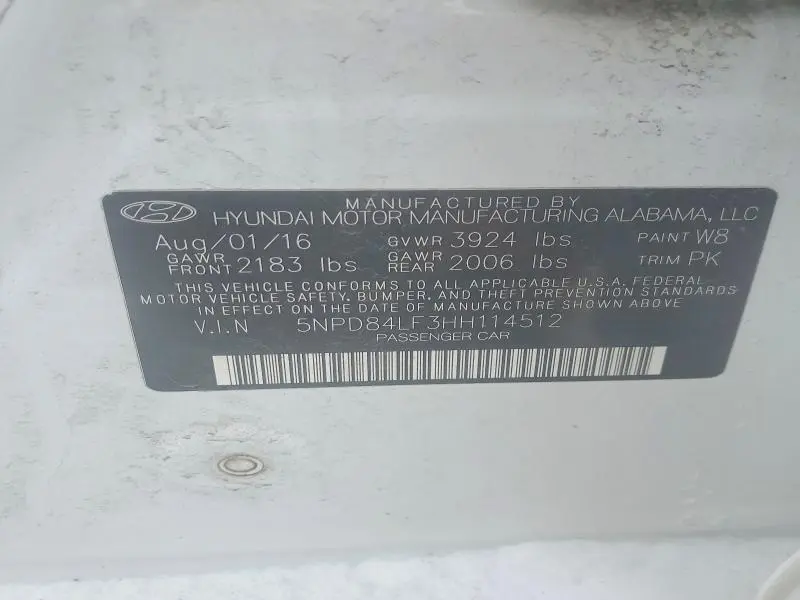 MANUFACTURED BY
HYUNDAI MOTOR MANUFACTURING ALABAMA, LLC
Aug/01/16 GVWR 3924 lbs PAINT W8
GAWR FRONT 2183 lbs GAWR REAR 2006 lbs TRIM PK
THIS VEHICLE CONFORMS TO ALL APPLICABLE U.S.A. FEDERAL
MOTOR VEHICLE SAFETY, BUMPER, AND THEFT PREVENTION STANDARDS
IN EFFECT ON THE DATE OF MANUFACTURE SHOWN ABOVE
V.I.N 5NPD84LF3HH114512
PASSENGER CAR